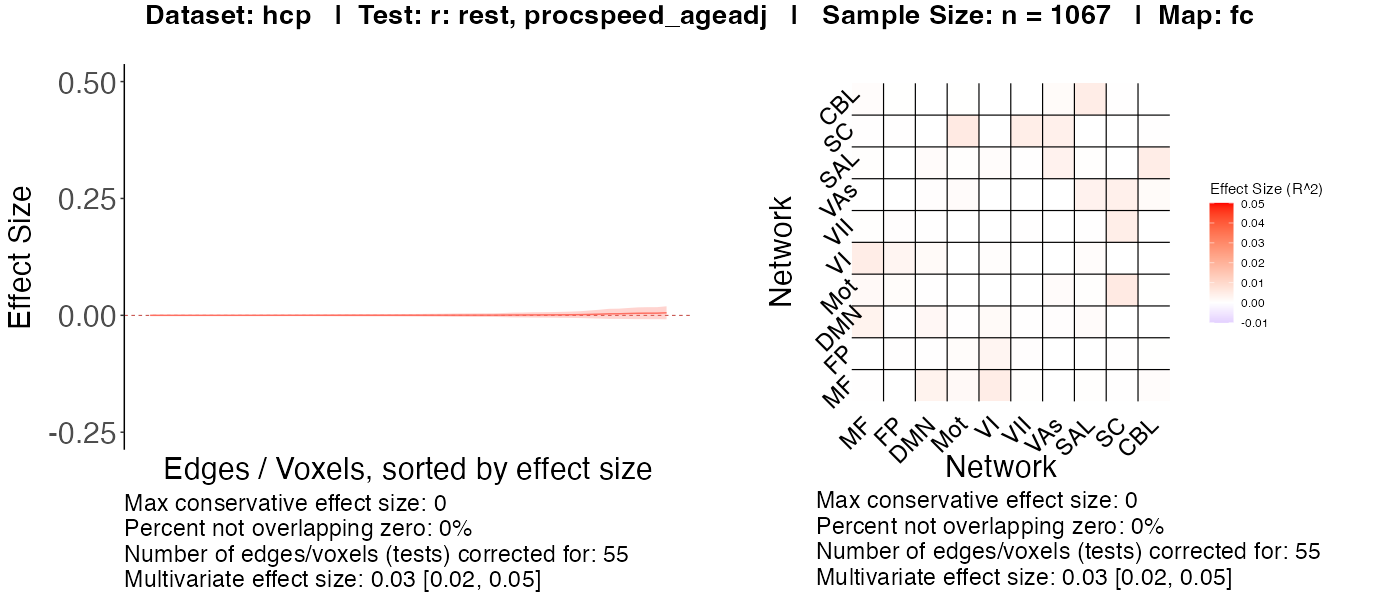 Dataset: hcp | Test: r: rest, procspeed_ageadj | Sample Size: n = 1067 | Map: fc
Effect Size
0.50
0.25
0.00
-0.25
Edges / Voxels, sorted by effect size
Max conservative effect size: 0
Percent not overlapping zero: 0%
Number of edges/voxels (tests) corrected for: 55
Multivariate effect size: 0.03 [0.02, 0.05]
Network
CBL
SC
SAL
VAs
VII
VI
Mot
DMN
FP
MF
MF FP DMN Mot VI VII VAs SAL SC CBL
Network
Effect Size (R^2)
0.05
0.04
0.03
0.02
0.01
0.00
-0.01
Max conservative effect size: 0
Percent not overlapping zero: 0%
Number of edges/voxels (tests) corrected for: 55
Multivariate effect size: 0.03 [0.02, 0.05]